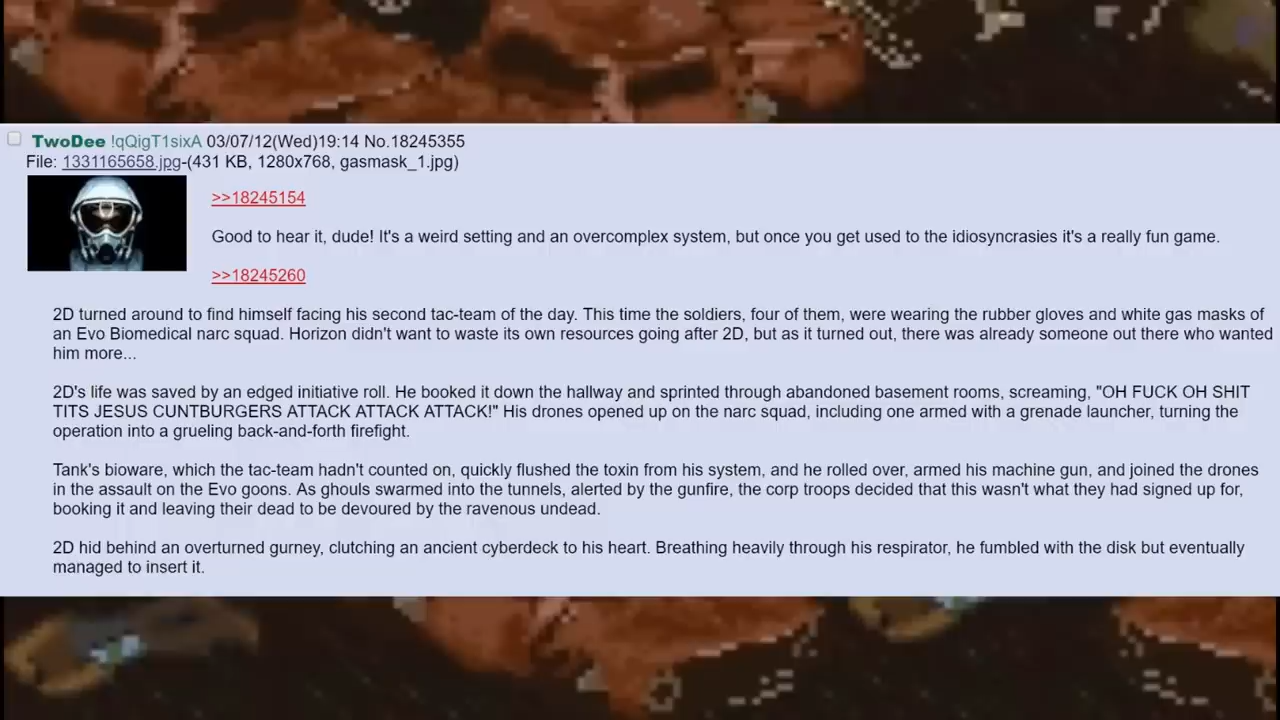 TwoDee !qQigT1sixA 03/07/12(Wed)19:14 No.18245355
File: 1331165658.jpg-(431 KB, 1280x768, gasmask_1.jpg)
>>18245154
Good to hear it, dude! It's a weird setting and an overcomplex system, but once you get used to the idiosyncrasies it's a really fun game.
>>18245260
2D turned around to find himself facing his second tac-team of the day. This time the soldiers, four of them, were wearing the rubber gloves and white gas masks of
an Evo Biomedical narc squad. Horizon didn't want to waste its own resources going after 2D, but as it turned out, there was already someone out there who wanted
him more...
2D's life was saved by an edged initiative roll. He booked it down the hallway and sprinted through abandoned basement rooms, screaming, "OH FUCK OH SHIT
TITS JESUS CUNTBURGERS ATTACK ATTACK ATTACK!" His drones opened up on the narc squad, including one armed with a grenade launcher, turning the
operation into a grueling back-and-forth firefight.
Tank's bioware, which the tac-team hadn't counted on, quickly flushed the toxin from his system, and he rolled over, armed his machine gun, and joined the drones
in the assault on the Evo goons. As ghouls swarmed into the tunnels, alerted by the gunfire, the corp troops decided that this wasn't what they had signed up for,
booking it and leaving their dead to be devoured by the ravenous undead.
2D hid behind an overturned gurney, clutching an ancient cyberdeck to his heart. Breathing heavily through his respirator, he fumbled with the disk but eventually
managed to insert it.